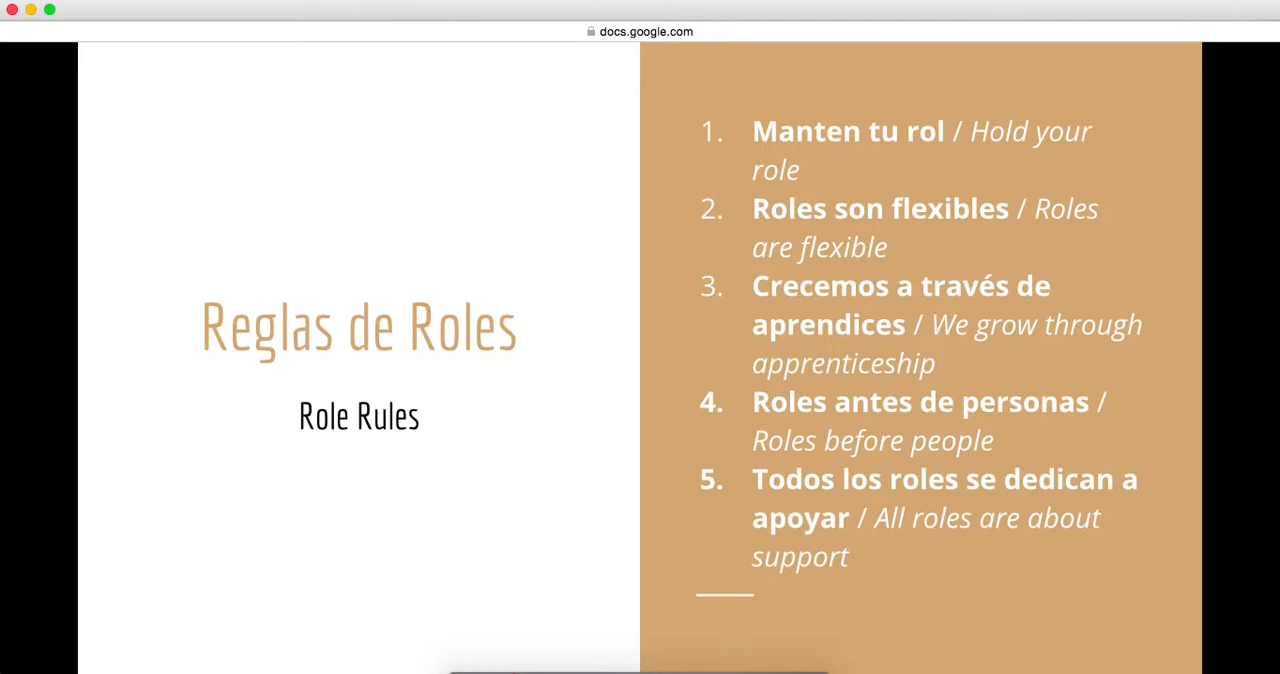 docs.google.com
Reglas de Roles
Role Rules
1. Manten tu rol / Hold your
role
2. Roles son flexibles / Roles
are flexible
3. Crecemos a través de
aprendices / We grow through
apprenticeship
4. Roles antes de personas /
Roles before people
5. Todos los roles se dedican a
apoyar / All roles are about
support